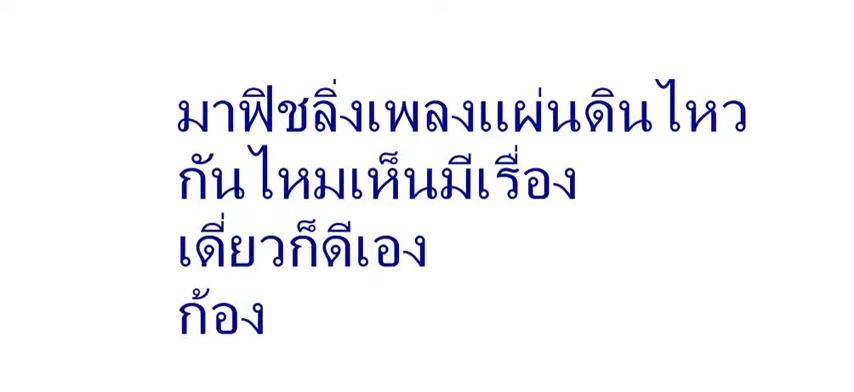 มาฟิชลิ่งเพลงแผ่นดินไหว
กันไหมเห็นมีเรื่อง
เดี่ยวก็ดีเอง
ก้อง